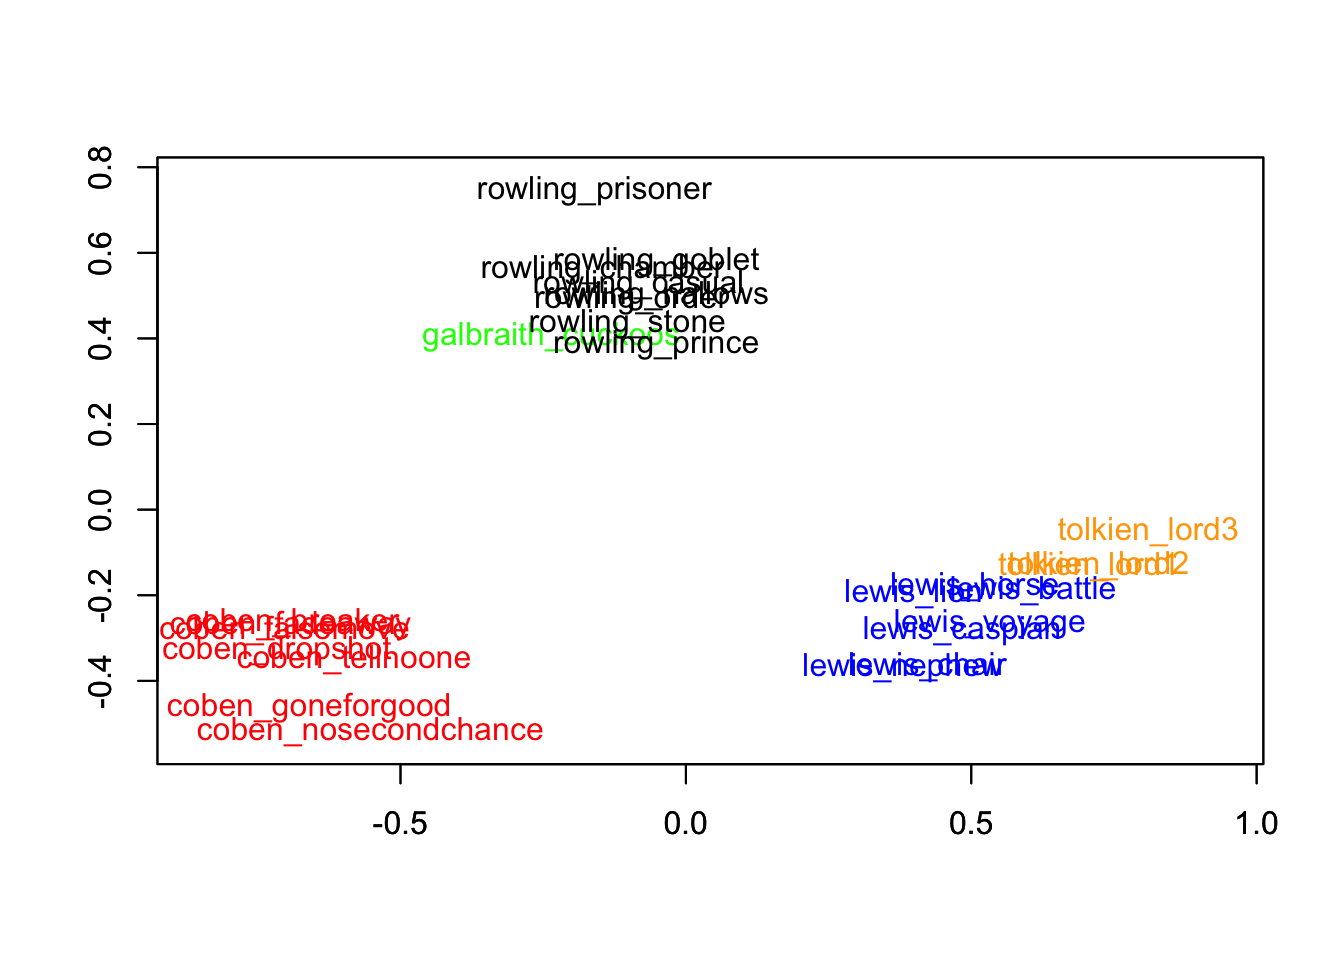 0.8
rowling_prisoner
0.6
rowling_goblet
rowling_chamber
rowling_casual
rowling_hallows
rowling_order
rowling_stone
galbraith_cuckoos
0.4
rowling_prince
0.2
0.0
tolkien_lord3
tolkien_lord2
tolkien_lord1
lewis_horse
lewis_battle
lewis_lion
-0.2
lewis_voyage
lewis_caspian
coben_breaker
coben_fadeaway
coben_falsemove
coben_dropshot
coben_tellnoone
lewis_chair
lewis_nephew
-0.4
coben_goneforgood
coben_nosecondchance
-0.5
0.0
0.5
1.0